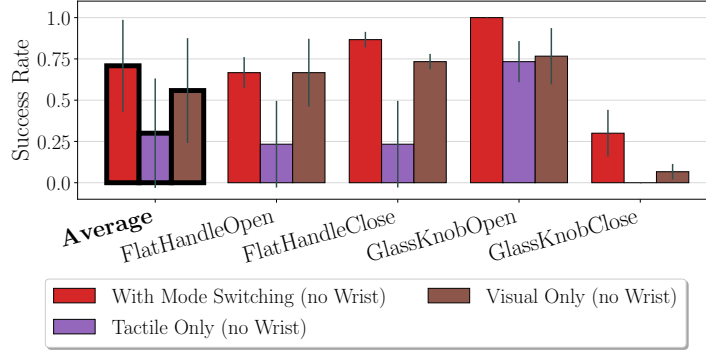 1.0
0.75
0.5
0.25
0.0
Success Rate
Average
FlatHandleOpen
FlatHandleClose
GlassKnobOpen
GlassKnobClose
With Mode Switching (no Wrist)
Tactile Only (no Wrist)
Visual Only (no Wrist)